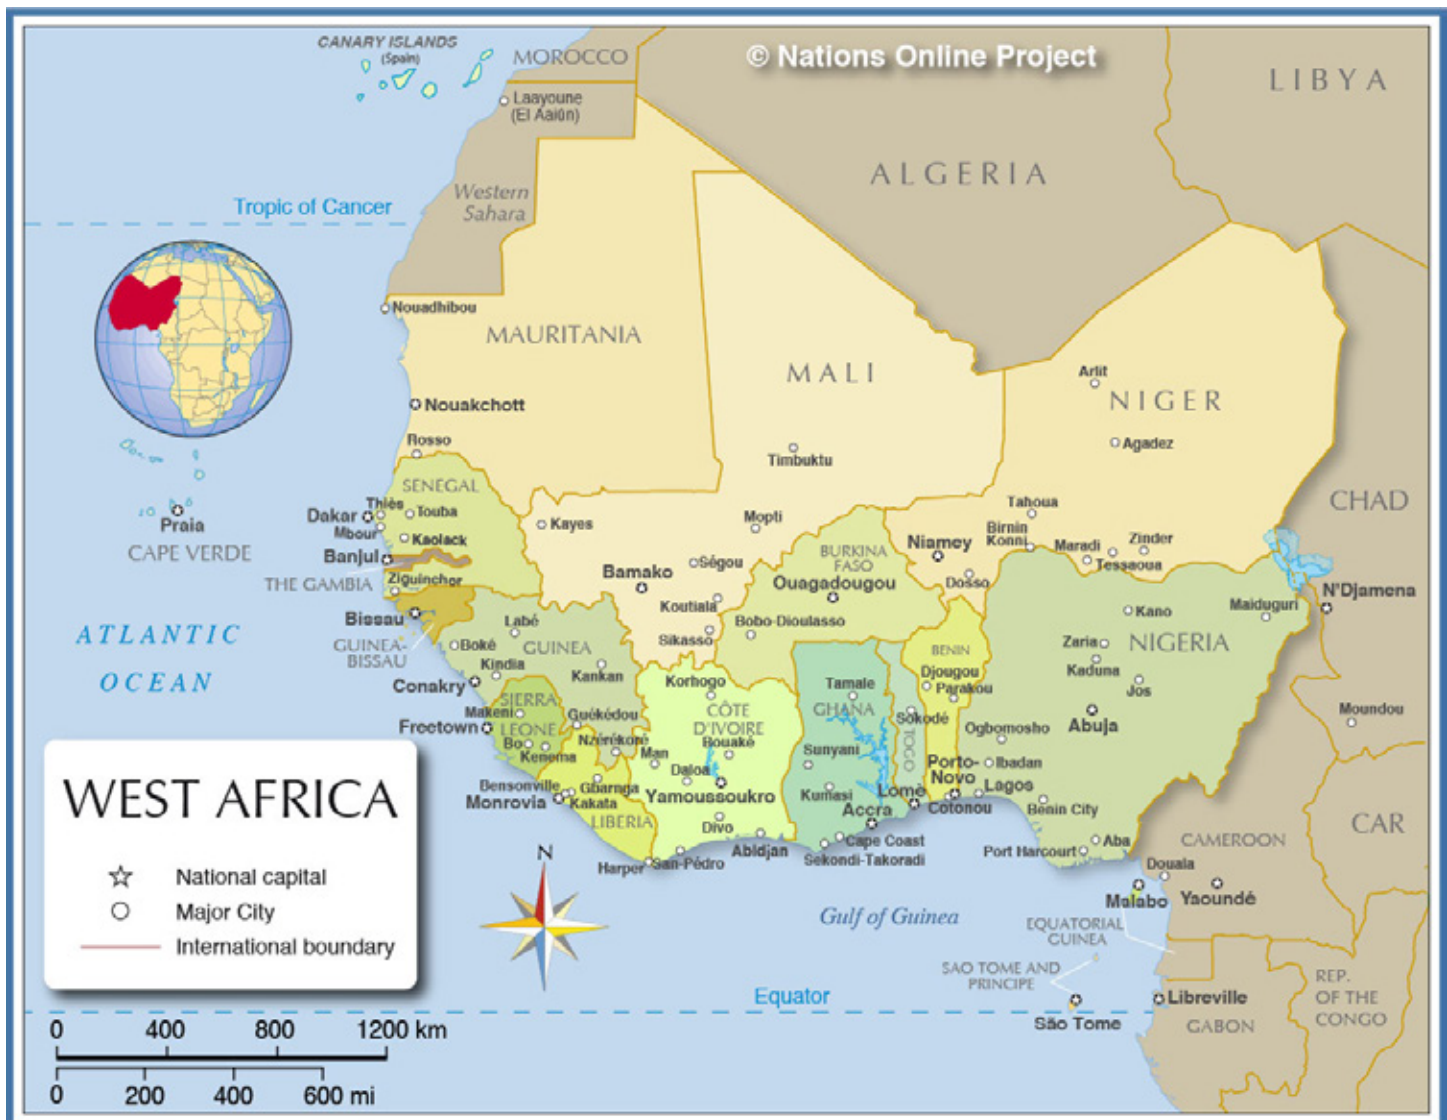 CANARY ISLANDS
(Spain)
MOROCCO
© Nations Online Project
LIBYA
Laayoune
(El Aaiún)
ALGERIA
Western
Sahara
Tropic of Cancer
Nouadhibou
MAURITANIA
MALI
Arlit
NIGER
Nouakchott
Rosso
Agadez
Timbuktu
SENEGAL
CHAD
Thiès
Touba
Dakar
Mbour
Kaolack
Praia
CAPE VERDE
Banjul
THE GAMBIA
Ziguinchor
Kayes
Mopti
Tahoua
Birnin
Konni
Niamey
Maradi
Zinder
Tessaoua
Dosso
BURKINA
FASO
Ouagadougou
Ségou
Bamako
Koutiala
Sikasso
Bobo-Dioulasso
N'Djamena
Maiduguri
Kano
NIGERIA
Zaria
Kaduna
Jos
Abuja
Bissau
GUINEA-
BISSAU
Labé
GUINEA
Boké
Kindia
Kankan
Conakry
ATLANTIC
OCEAN
BENIN
Djougou
Parakou
Korhogo
Tamale
GHANA
Sokodé
TOGO
CÔTE
D'IVOIRE
Bouaké
SIERRA
LEONE
Makeni
Freetown
Guékédou
Bo
Kenema
Nzérékoré
Man
Daloa
Sunyani
Ogbomosho
Ibadan
Moundou
Porto-
Novo
Lagos
Lomé
Cotonou
Benin City
Bensonville
Gbarnga
Monrovia
Kakata
LIBERIA
Yamoussoukro
Kumasi
Accra
Divo
Abidjan
Cape Coast
Sekondi-Takoradi
Harper
San-Pédro
Port Harcourt
Aba
CAMEROON
CAR
Douala
Malabo
Yaoundé
Gulf of Guinea
EQUATORIAL
GUINEA
SAO TOME AND
PRINCIPE
REP.
OF THE
CONGO
Equator
Libreville
São Tome
GABON
N
WEST AFRICA
National capital
Major City
International boundary
0 400 800 1200 km
0 200 400 600 mi